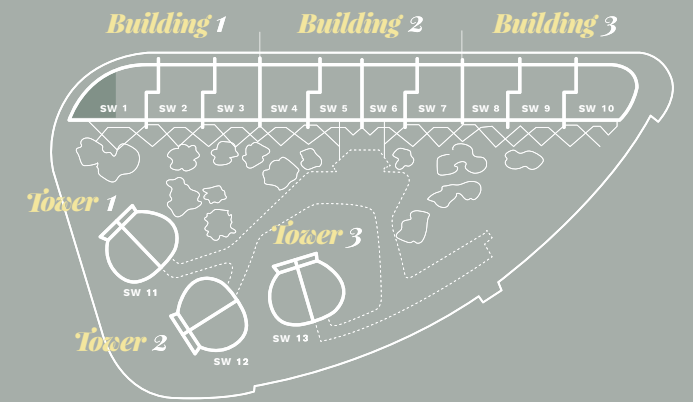 Building 1
Building 2
Building 3
SW 1
SW 2
SW 3
SW 4
SW 5
SW 6
SW 7
SW 8
SW 9
SW 10
Tower 1
Tower 3
SW 11
Tower 2
SW 12
SW 13